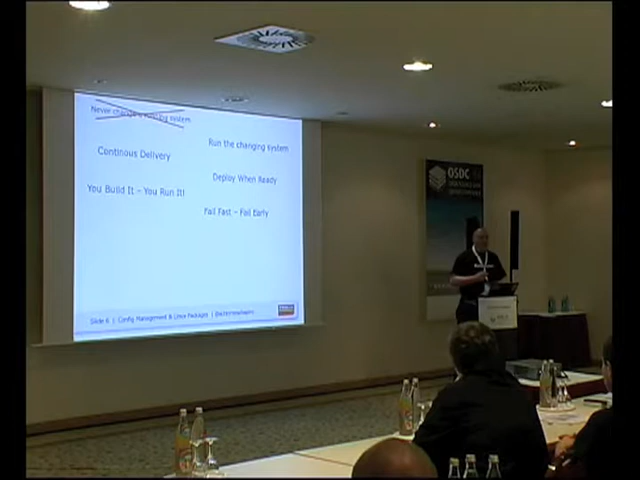 Never change a running system
Run the changing system
Continous Delivery
Deploy When Ready
You Build It – You Run It!
Fail Fast – Fail Early
Slide 6 | Config Management & Linux Packages |
OSDC